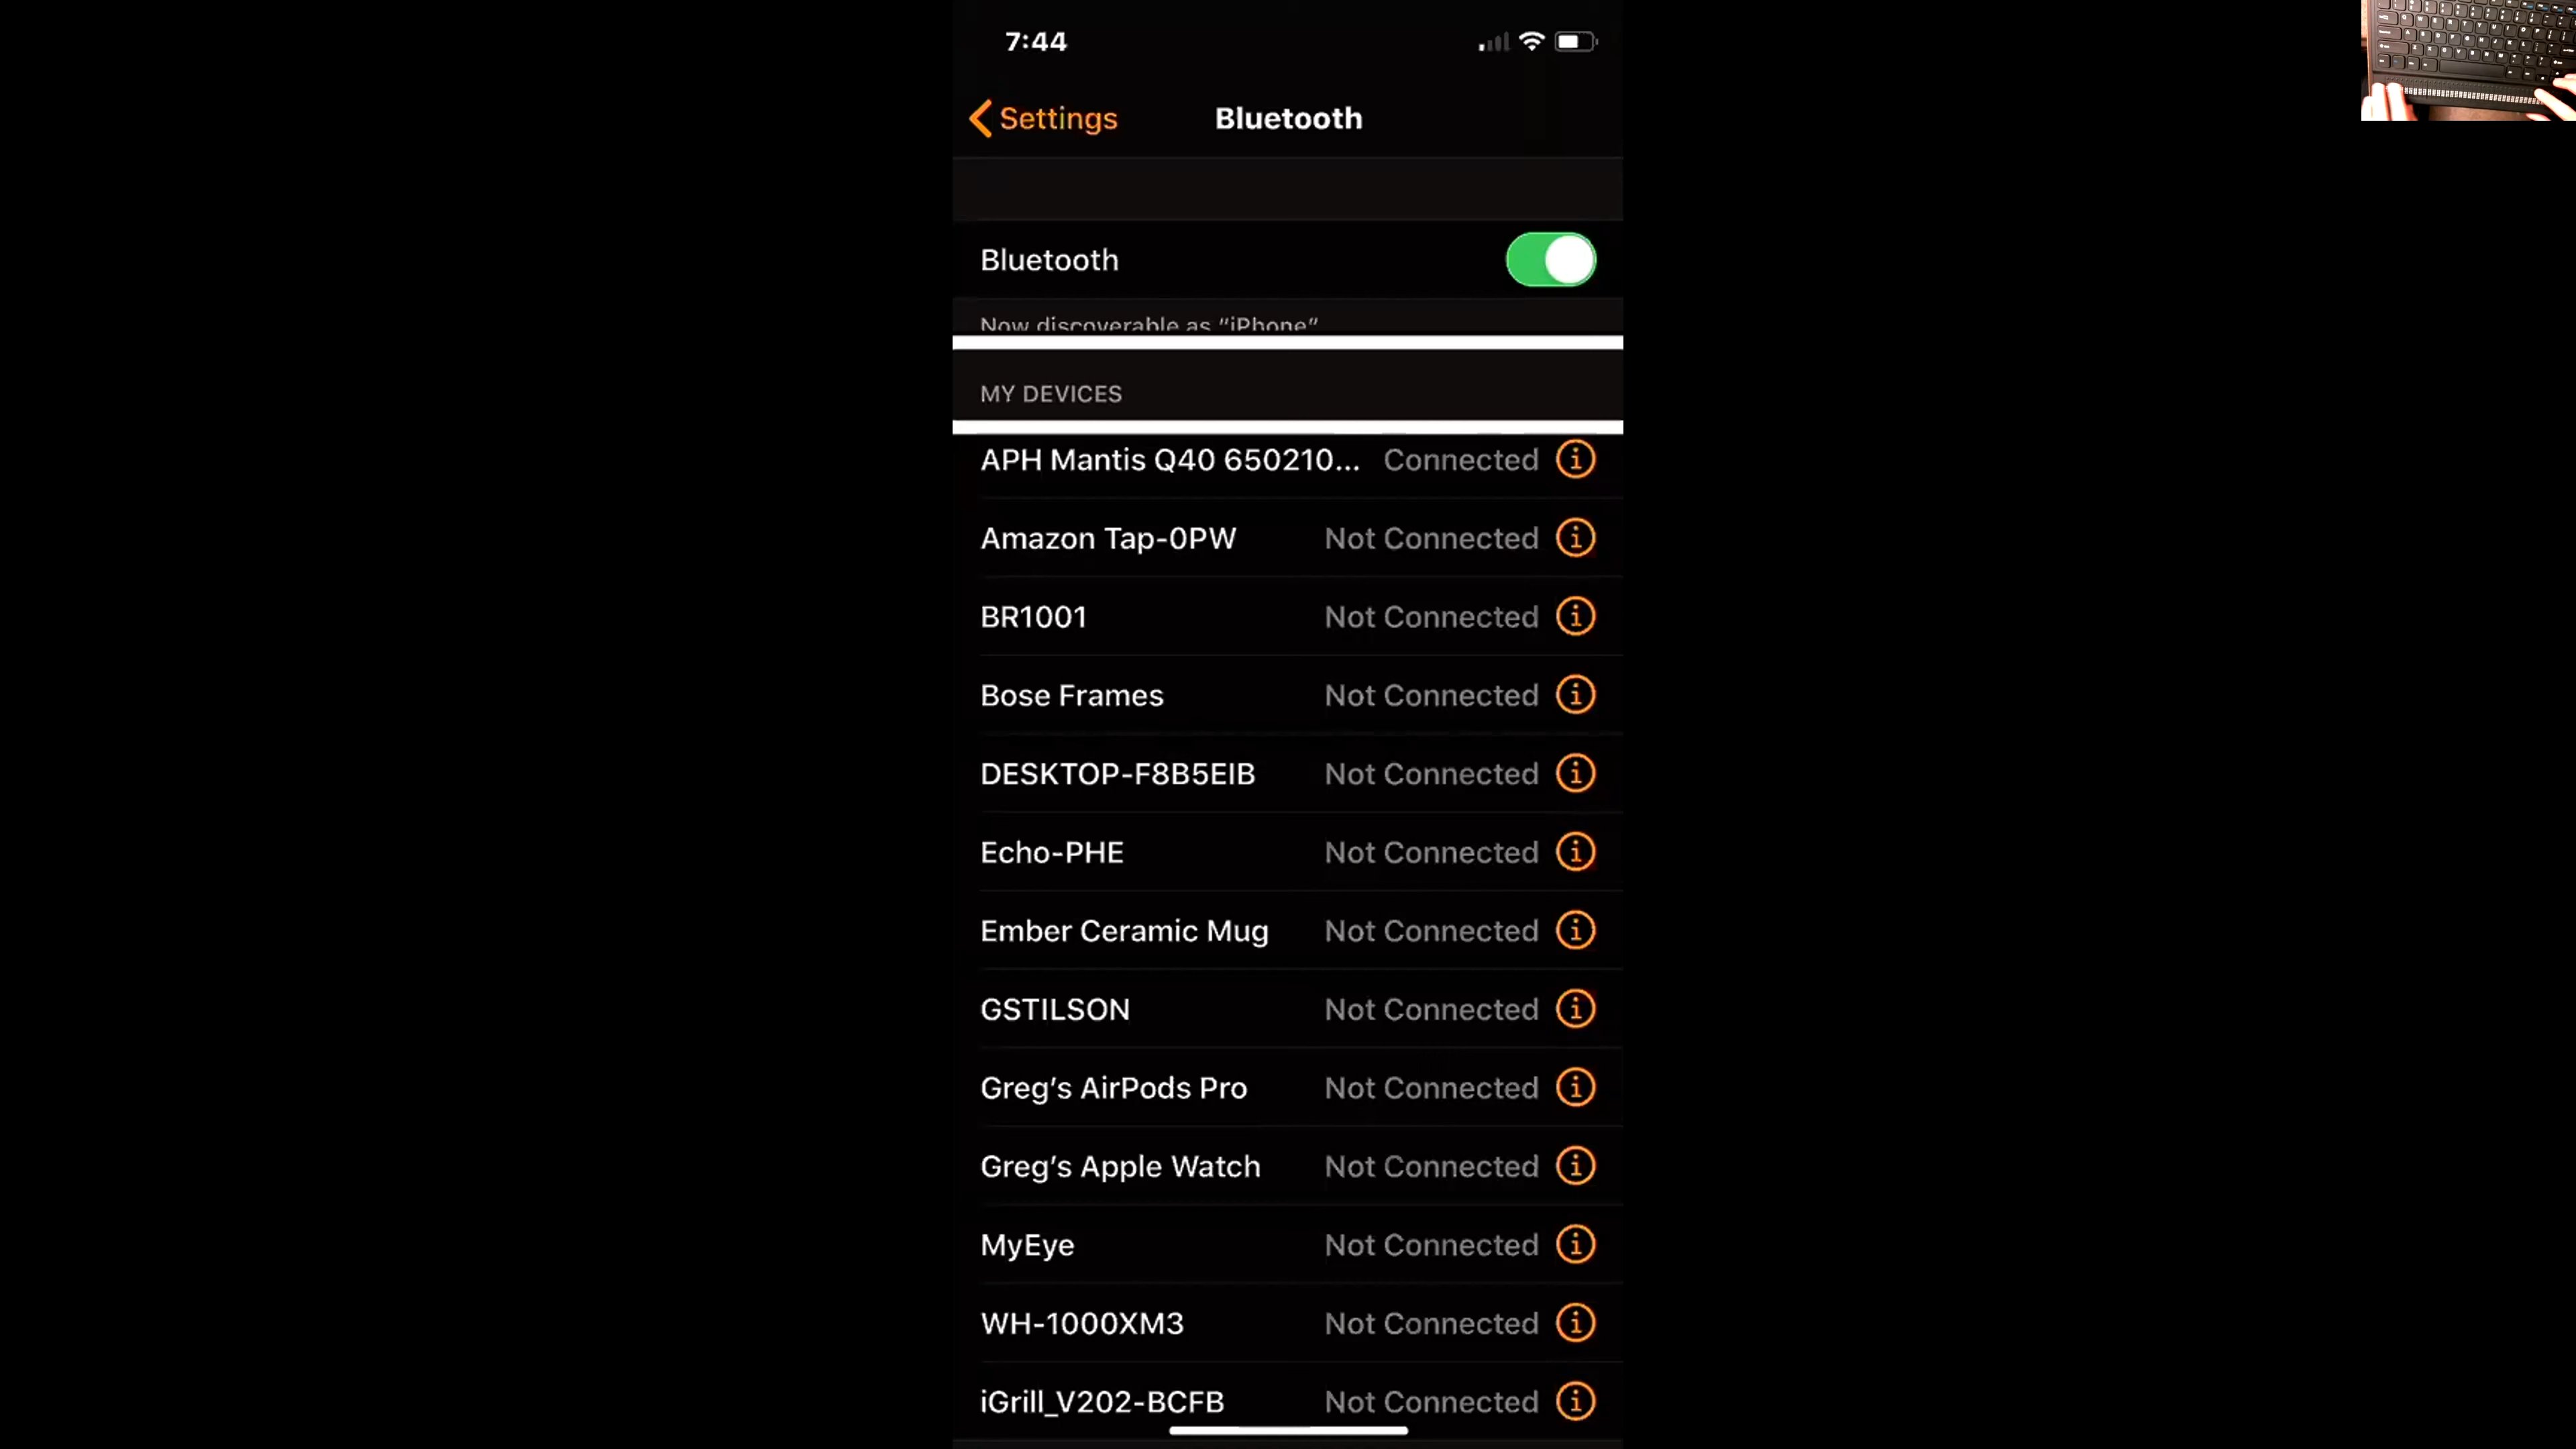 7:44
Settings
Bluetooth
Bluetooth
Now discoverable as “iPhone”
MY DEVICES
APH Mantis Q40 650210... Connected
Amazon Tap-0PW Not Connected
BR1001 Not Connected
Bose Frames Not Connected
DESKTOP-F8B5EIB Not Connected
Echo-PHE Not Connected
Ember Ceramic Mug Not Connected
GSTILSON Not Connected
Greg’s AirPods Pro Not Connected
Greg’s Apple Watch Not Connected
MyEye Not Connected
WH-1000XM3 Not Connected
iGrill_V202-BCFB Not Connected